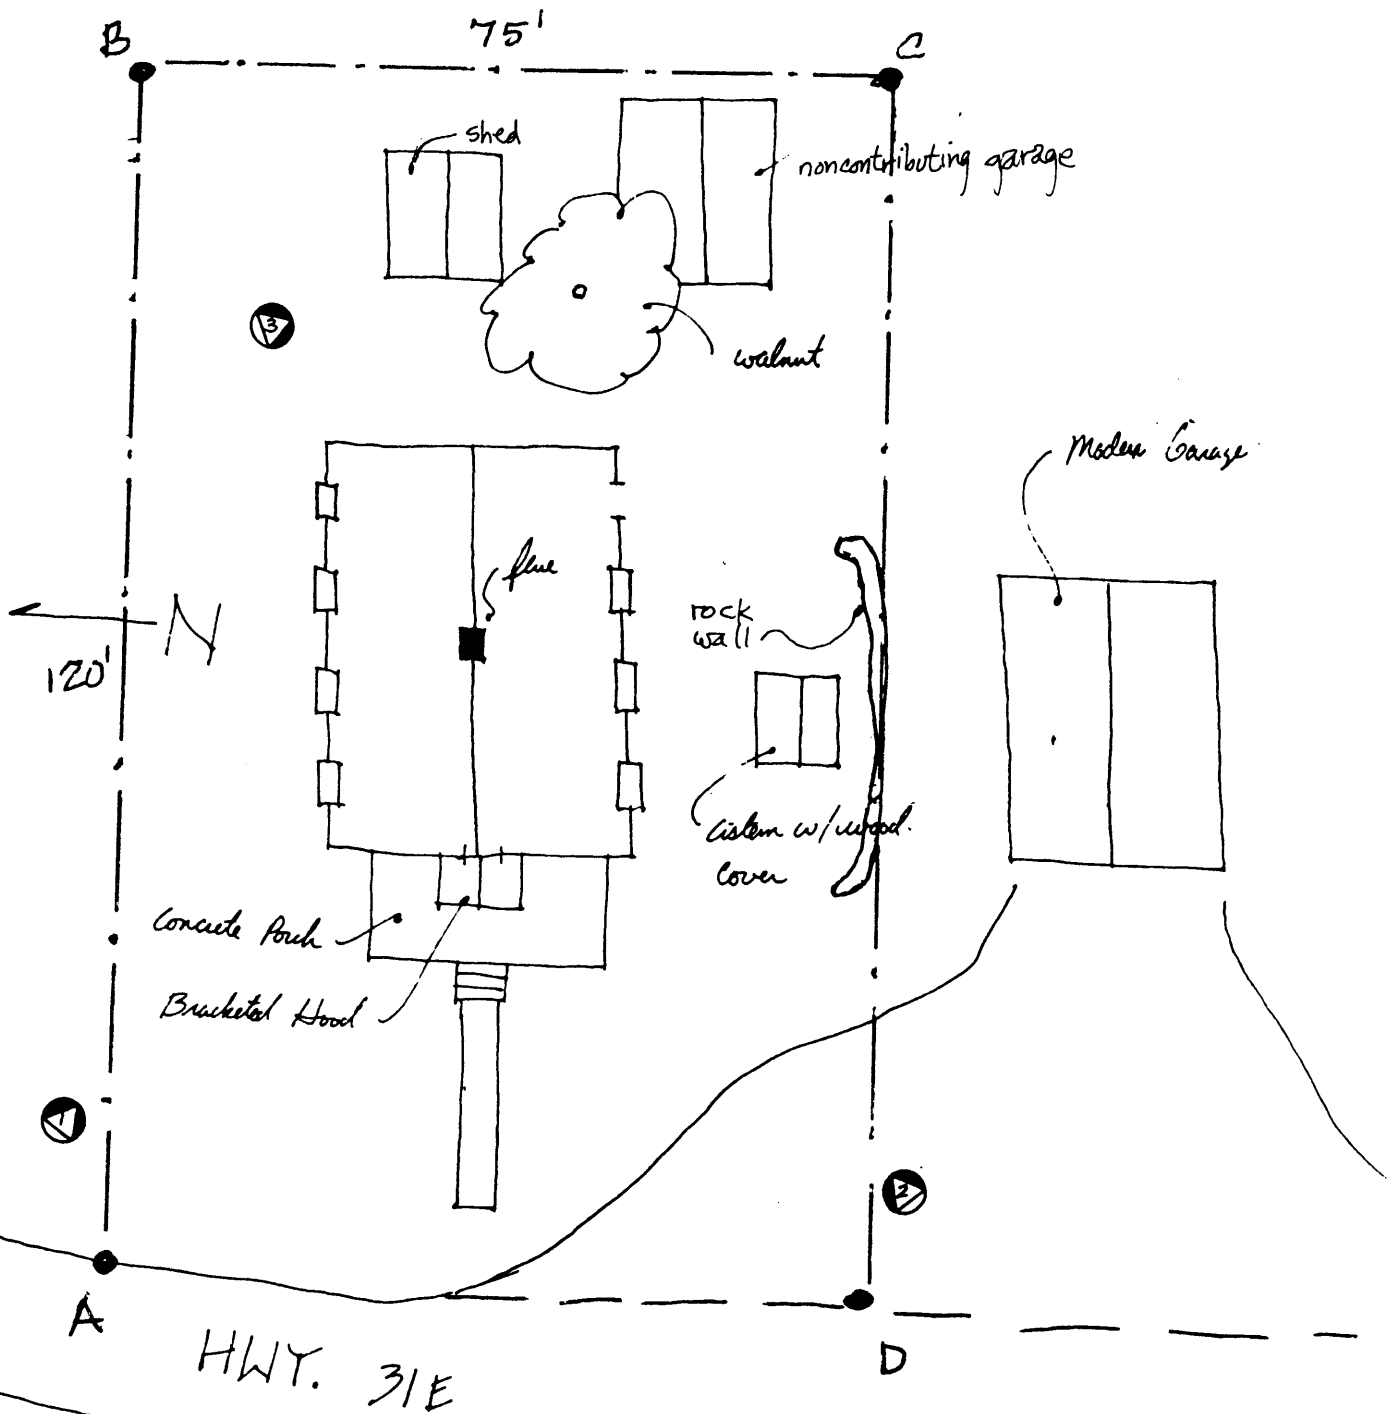 B
75'
C
shed
noncontributing garage
3
walnut
Modern Garage
flue
rock
wall
N
120'
Cistern w/wood
Cover
Concrete Porch
Bracketed Hood
1
2
A
D
HWY. 31E